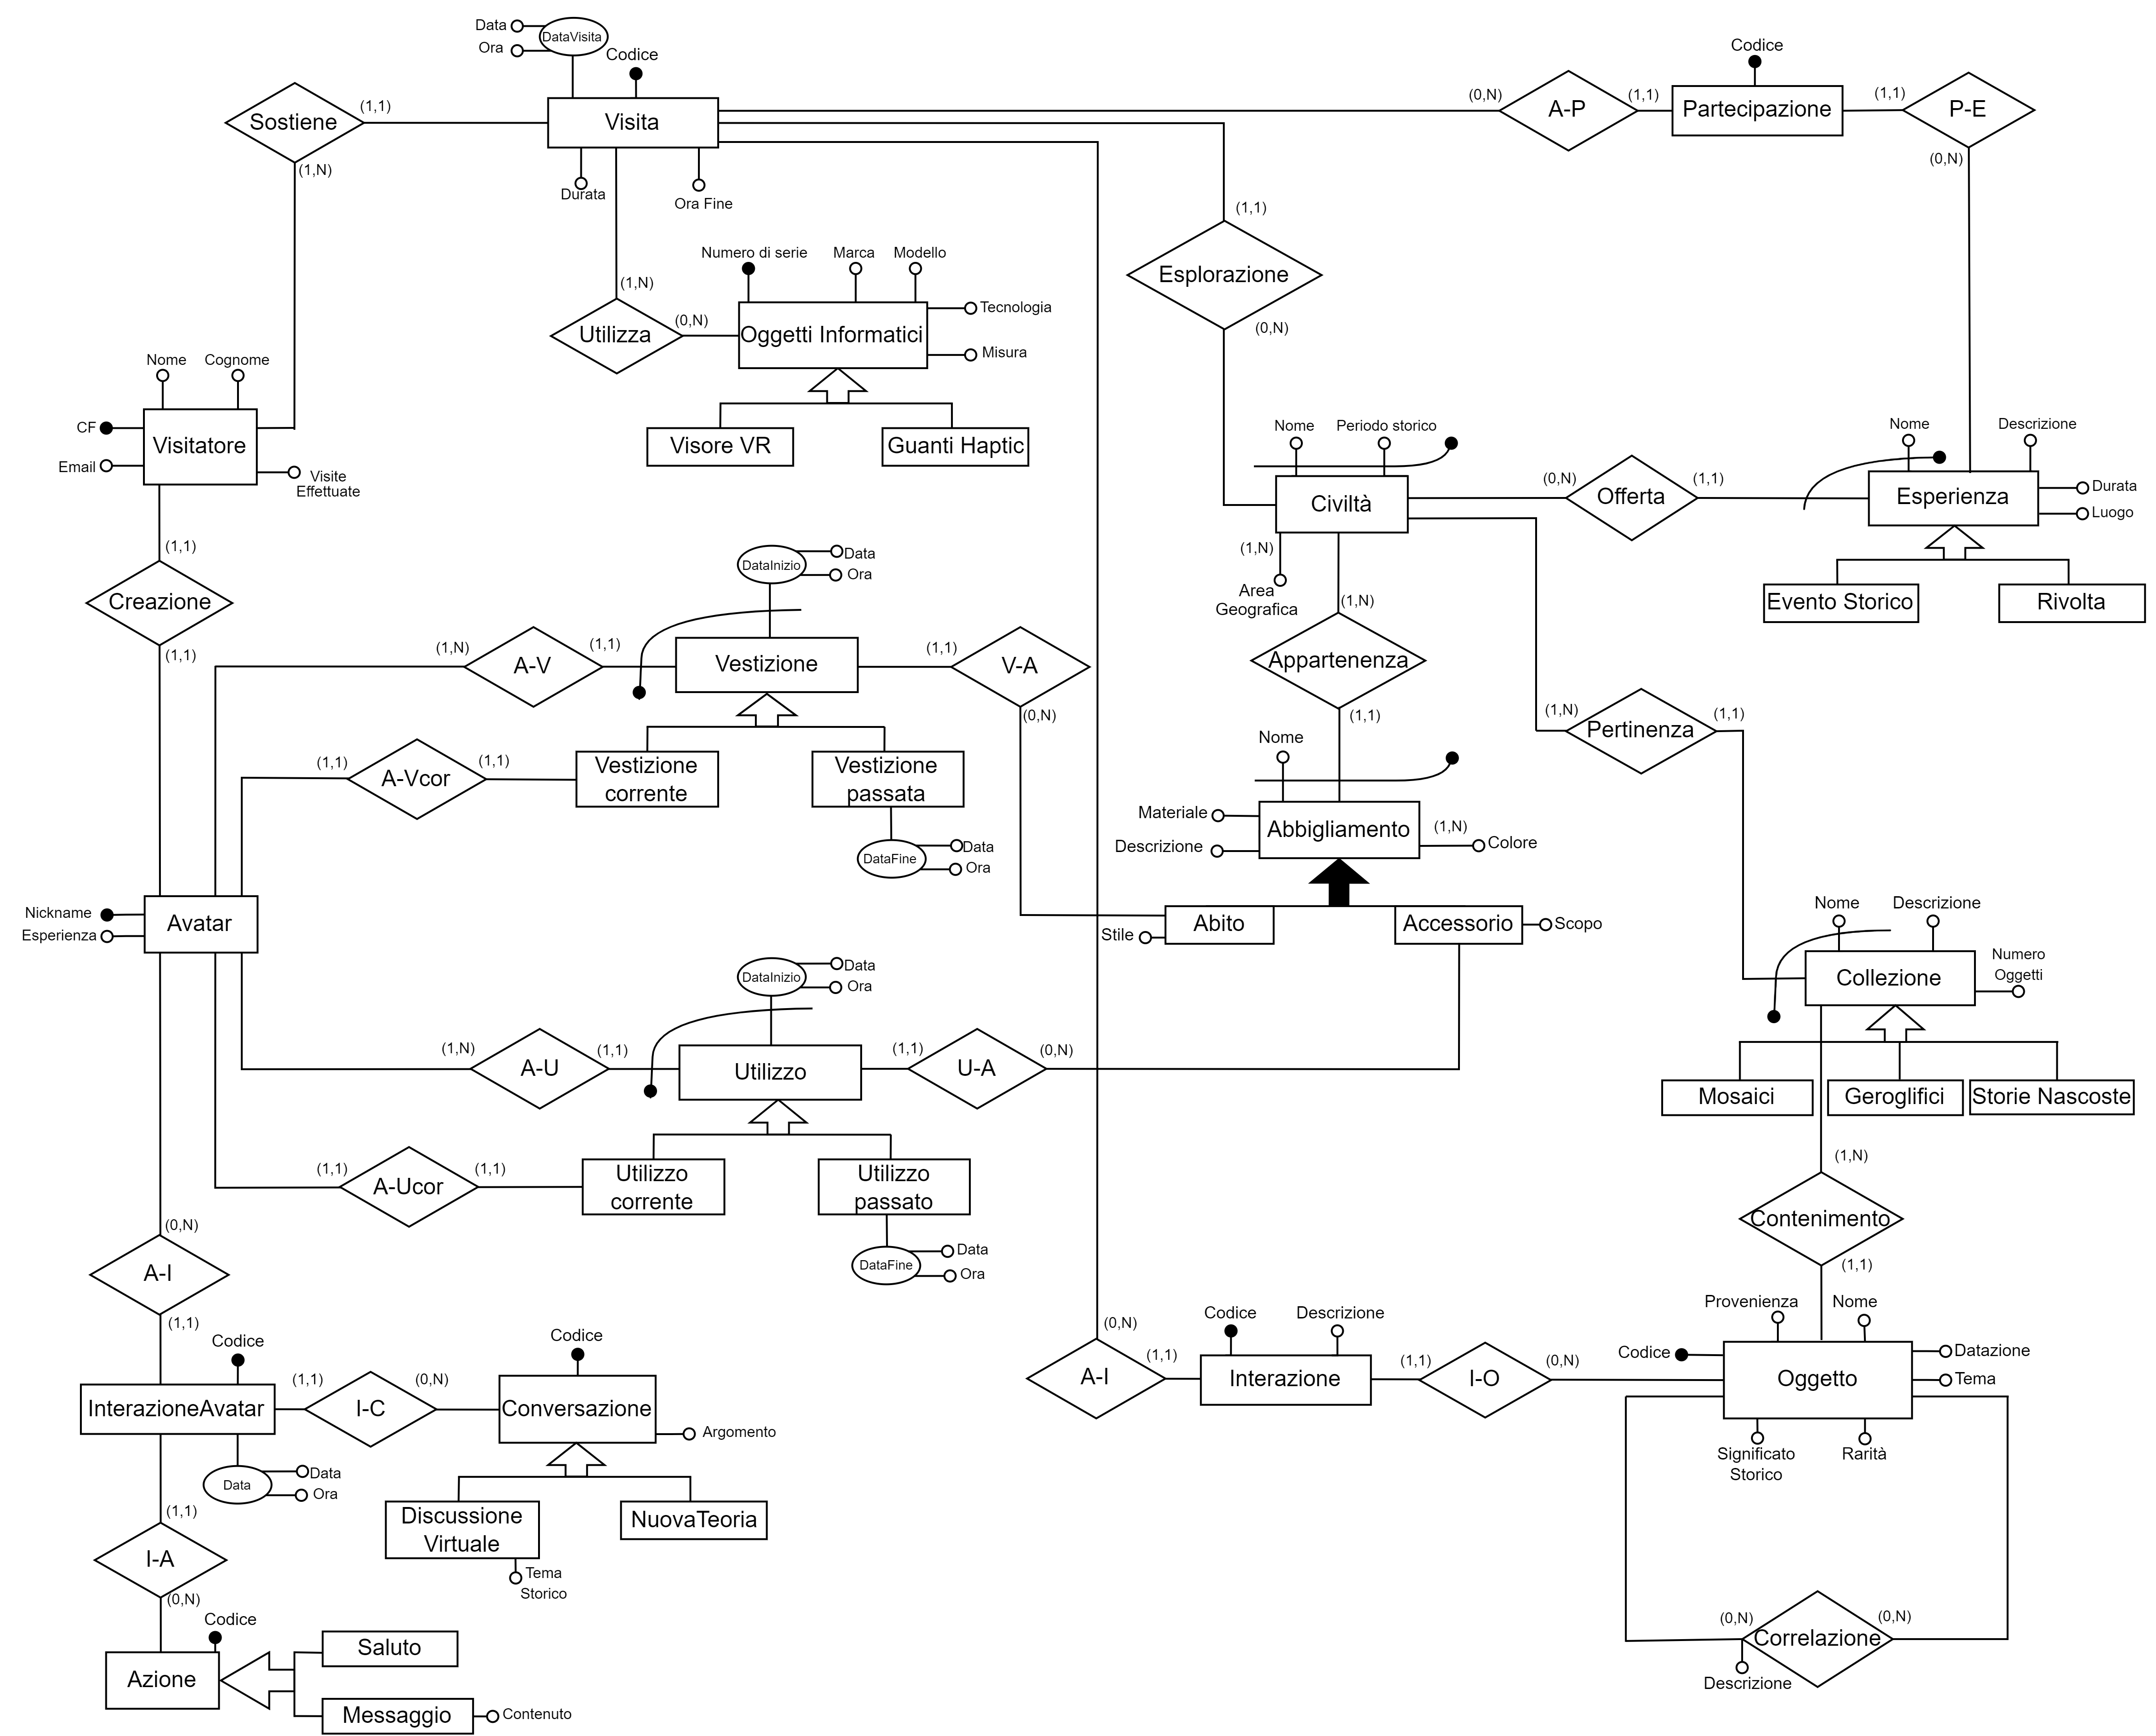 Data
DataVisita
Ora
Codice
Codice
Sostiene
(1,1)
Visita
(0,N)
A-P
(1,1)
Partecipazione
(1,1)
P-E
(1,N)
(0,N)
Durata
Ora Fine
(1,1)
Numero di serie
Marca
Modello
Esplorazione
(1,N)
Tecnologia
(0,N)
Utilizza
(0,N)
Oggetti Informatici
Misura
Nome
Cognome
CF
Visitatore
Email
Visite
Effettuate
Visore VR
Guanti Haptic
Nome
Periodo storico
Nome
Descrizione
Civiltà
(0,N)
Offerta
(1,1)
Esperienza
Durata
Luogo
(1,1)
Creazione
(1,1)
DataInizio
Data
Ora
(1,N)
Area
Geografica
(1,N)
Evento Storico
Rivolta
(1,N)
A-V
(1,1)
Vestizione
(1,1)
V-A
(0,N)
Appartenenza
(1,1)
(1,N)
Pertinenza
(1,1)
(1,1)
A-Vcor
(1,1)
Vestizione
corrente
Vestizione
passata
DataFine
Data
Ora
Nome
Materiale
Abbigliamento
(1,N)
Colore
Descrizione
Nickname
Avatar
Esperienza
Stile
Abito
Accessorio
Scopo
Nome
Descrizione
Collezione
Numero
Oggetti
DataInizio
Data
Ora
(1,N)
A-U
(1,1)
Utilizzo
(1,1)
U-A
(0,N)
Mosaici
Geroglifici
Storie Nascoste
(1,1)
A-Ucor
(1,1)
Utilizzo
corrente
Utilizzo
passato
DataFine
Data
Ora
(1,N)
Contenimento
(1,1)
(0,N)
A-I
(1,1)
Codice
Codice
(0,N)
A-I
(1,1)
Codice
Descrizione
Interazione
(1,1)
I-O
(0,N)
Provenienza
Nome
Codice
Oggetto
Datazione
Tema
Significato
Storico
Rarità
InterazioneAvatar
(1,1)
I-C
(0,N)
Conversazione
Argomento
Data
Data
Ora
(1,1)
Discussione
Virtuale
NuovaTeoria
Tema
Storico
I-A
(0,N)
Codice
Azione
Saluto
Messaggio
Contenuto
(0,N)
Correlazione
(0,N)
Descrizione